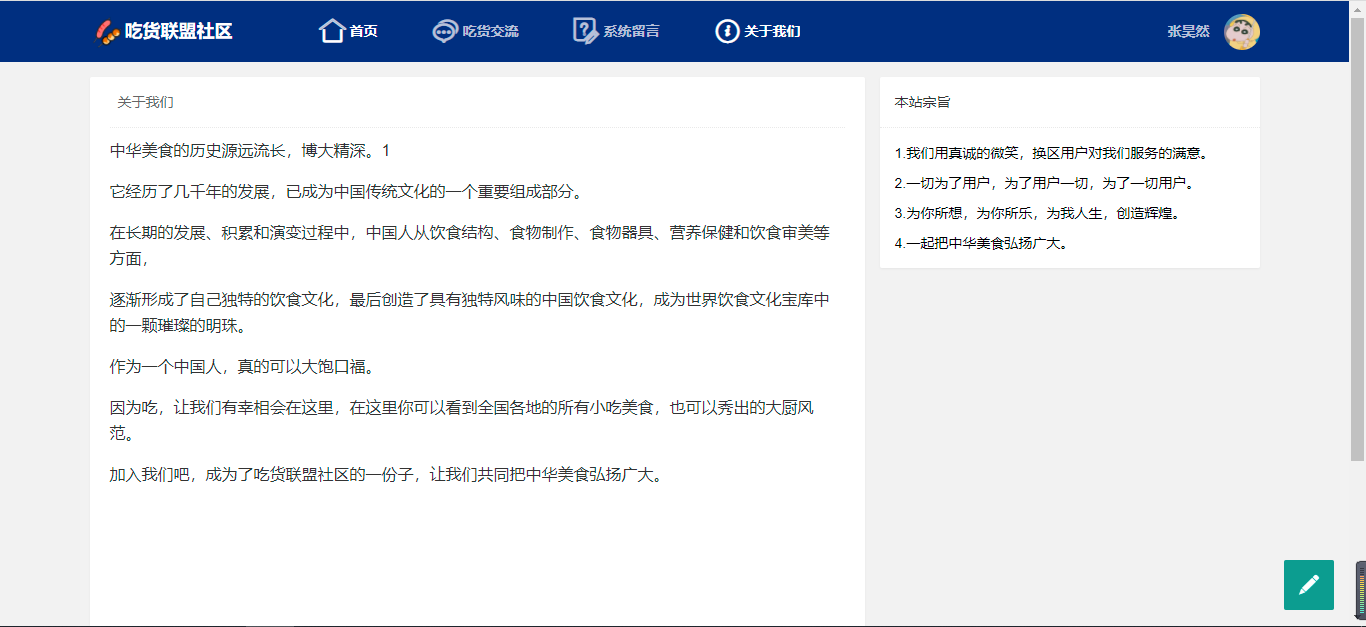 吃货联盟社区
首页
吃货交流
系统留言
关于我们
张昊然
关于我们
中华美食的历史源远流长，博大精深。1
它经历了几千年的发展，已成为中国传统文化的一个重要组成部分。
在长期的发展、积累和演变过程中，中国人从饮食结构、食物制作、食物器具、营养保健和饮食审美等
方面，
逐渐形成了自己独特的饮食文化，最后创造了具有独特风味的中国饮食文化，成为世界饮食文化宝库中
的一颗璀璨的明珠。
作为一个中国人，真的可以大饱口福。
因为吃，让我们有幸相会在这里，在这里你可以看到全国各地的所有小吃美食，也可以秀出的大厨风
范。
加入我们吧，成为了吃货联盟社区的一份子，让我们共同把中华美食弘扬广大。
本站宗旨
1.我们用真诚的微笑，换区用户对我们服务的满意。
2.一切为了用户，为了用户一切，为了一切用户。
3.为你所想，为你所乐，为我人生，创造辉煌。
4.一起把中华美食弘扬广大。